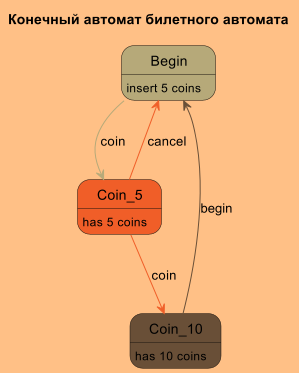 Конечный автомат билетного автомата
Begin
insert 5 coins
coin
cancel
Coin_5
has 5 coins
begin
coin
Coin_10
has 10 coins